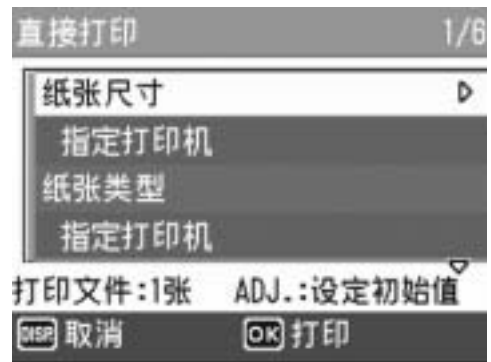 直接打印 1/6
纸张尺寸
指定打印机
纸张类型
指定打印机
打印文件:1张 ADJ.:设定初始值
DISP 取消 OK 打印